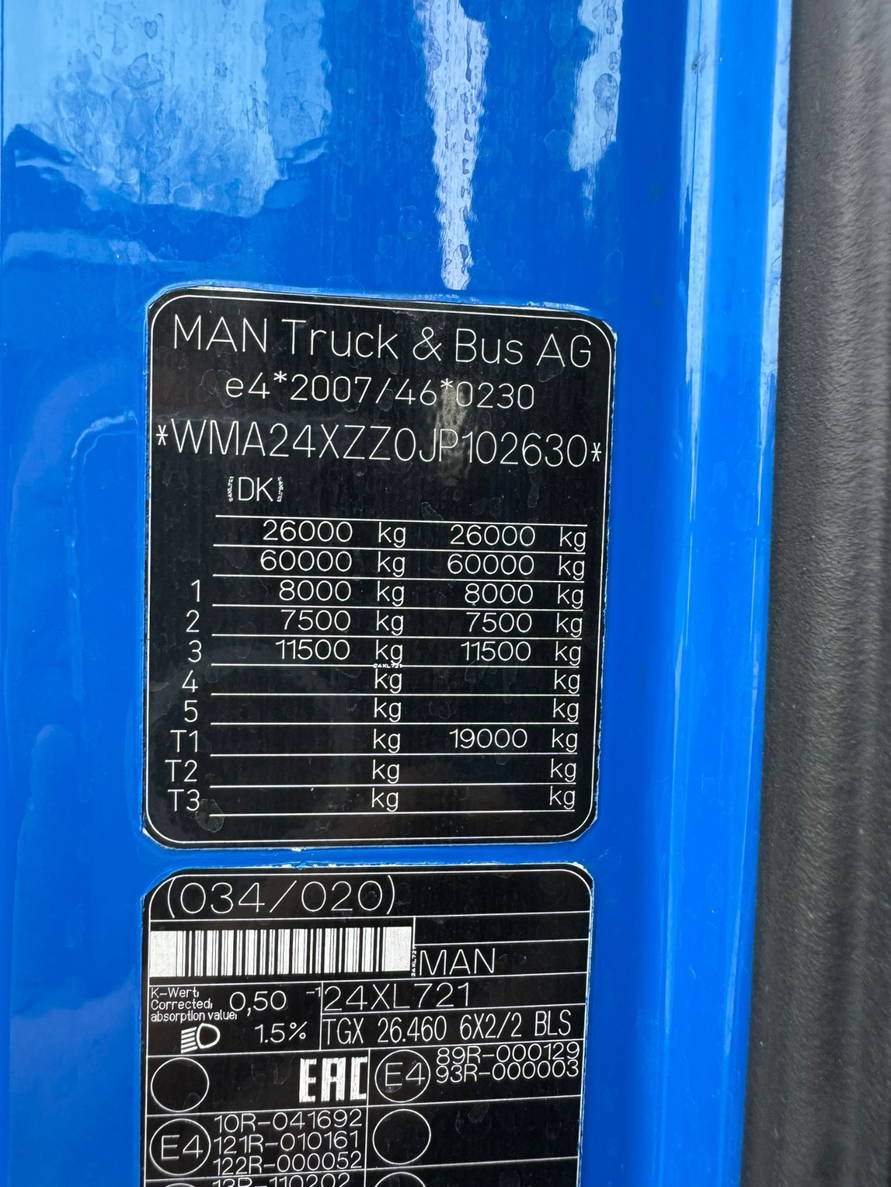 MAN Truck & Bus AG
e4*2007/46*0230
*WMA24XZZ0JP102630*
DK
26000 kg 26000 kg
60000 kg 60000 kg
1 8000 kg 8000 kg
2 7500 kg 7500 kg
3 11500 kg 11500 kg
24XL721
4 kg kg
5 kg kg
T1 kg 19000 kg
T2 kg kg
T3 kg kg
(034/020)
MAN
24XL721
K-Wert,
Corrected,
absorption value,
0,50 -1
24XL721
1.5%
TGX 26.460 6X2/2 BLS
EAC
E4
89R-000129
93R-000003
E4
10R-041692
121R-010161
122R-000052
13R-110202